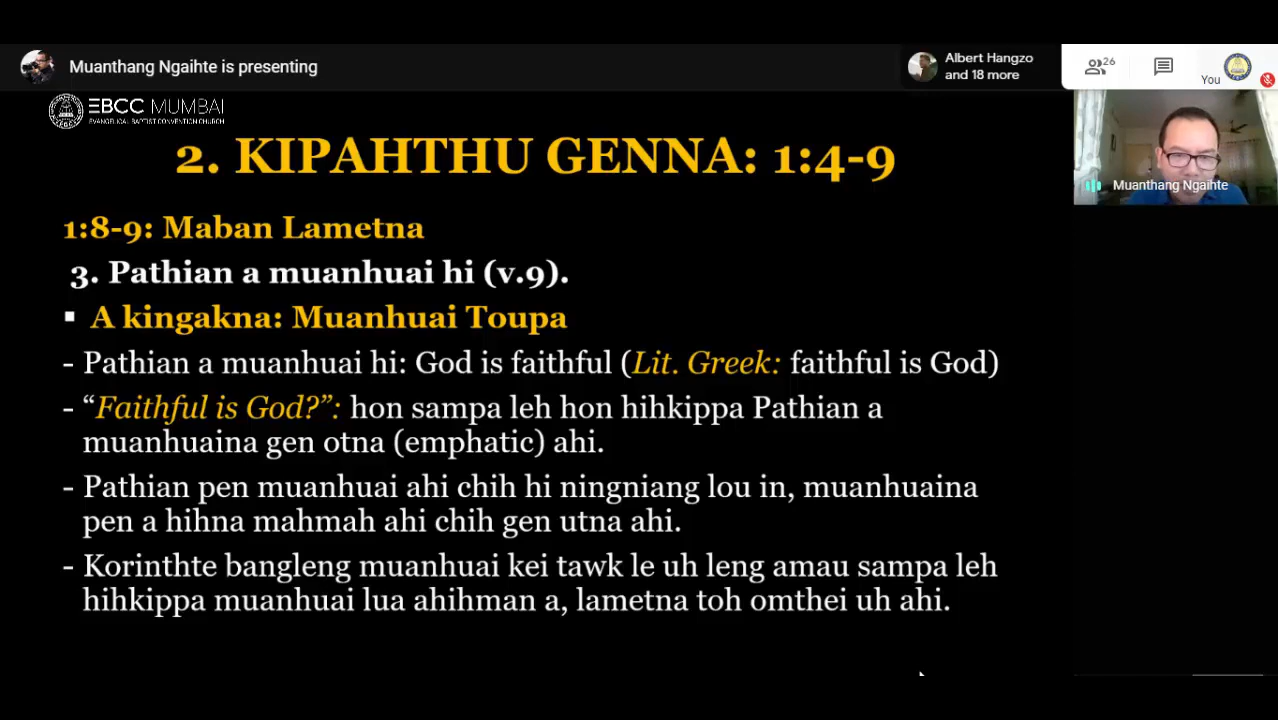 Muanthang Ngaihte is presenting
Albert Hangzo
and 18 more
26
You
EBCC MUMBAI
EVANGELICAL BAPTIST CONVENTION CHURCH
2. KIPAHTHU GENNA: 1:4-9
Muanthang Ngaihte
1:8-9: Maban Lametna
3. Pathian a muanhuai hi (v.9).
▪ A kingakna: Muanhuai Toupa
- Pathian a muanhuai hi: God is faithful (Lit. Greek: faithful is God)
- “Faithful is God?”: hon sampa leh hon hihkippa Pathian a
muanhuaina gen otna (emphatic) ahi.
- Pathian pen muanhuai ahi chih hi ningniang lou in, muanhuaina
pen a hihna mahmah ahi chih gen utna ahi.
- Korinthte bangleng muanhuai kei tawk le uh leng amau sampa leh
hihkippa muanhuai lua ahihman a, lametna toh omthei uh ahi.